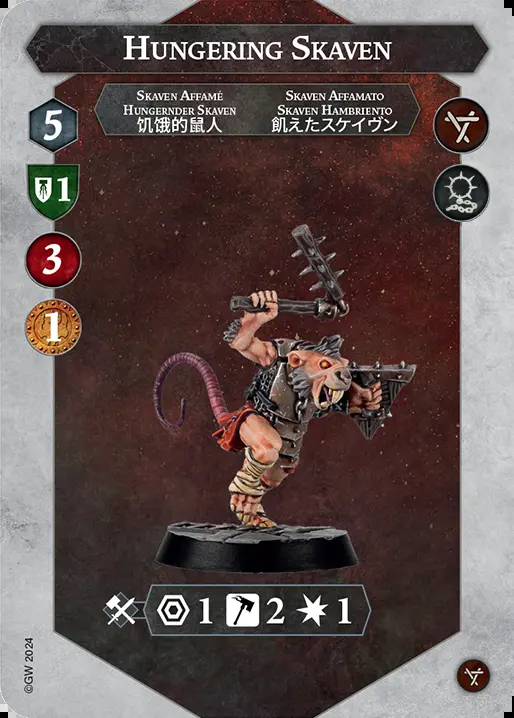 HUNGERING SKAVEN
SKAVEN AFFAMÉ
HUNGERNDER SKAVEN
饥饿的鼠人
SKAVEN AFFAMATO
SKAVEN HAMBRIENTO
飢えたスケイヴン
5
1
3
1
1 2 1
©GW 2024